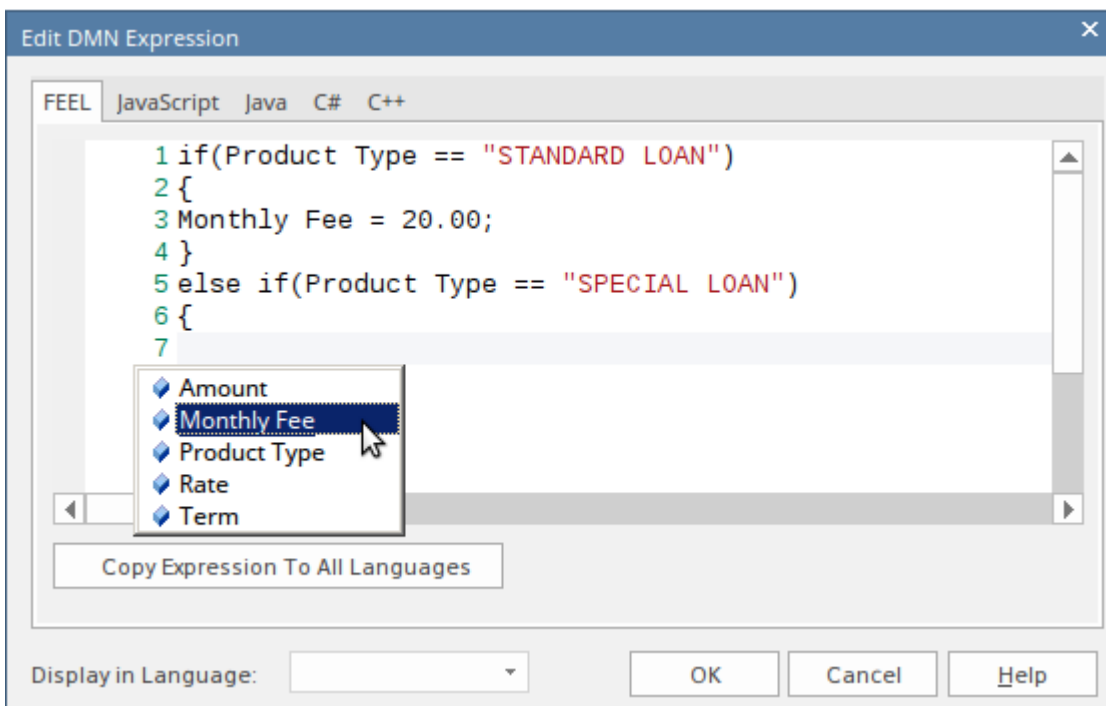 Edit DMN Expression
FEEL JavaScript Java C# C++
1 if(Product Type == "STANDARD LOAN")
2 {
3 Monthly Fee = 20.00;
4 }
5 else if(Product Type == "SPECIAL LOAN")
6 {
7
Amount
Monthly Fee
Product Type
Rate
Term
Copy Expression To All Languages
Display in Language: OK Cancel Help